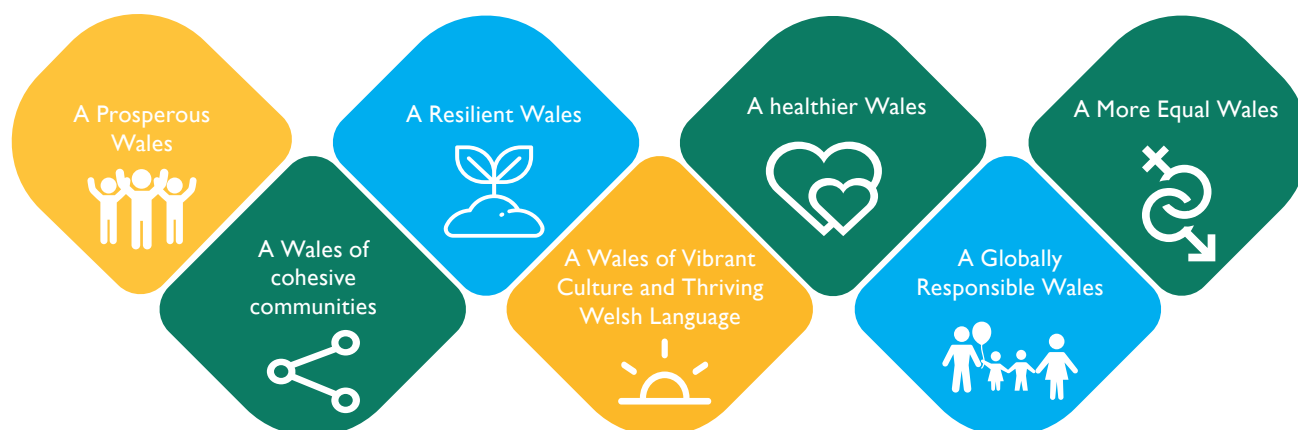 A Prosperous
Wales
A Wales of
cohesive
communities
A Resilient Wales
A Wales of Vibrant
Culture and Thriving
Welsh Language
A healthier Wales
A Globally
Responsible Wales
A More Equal Wales